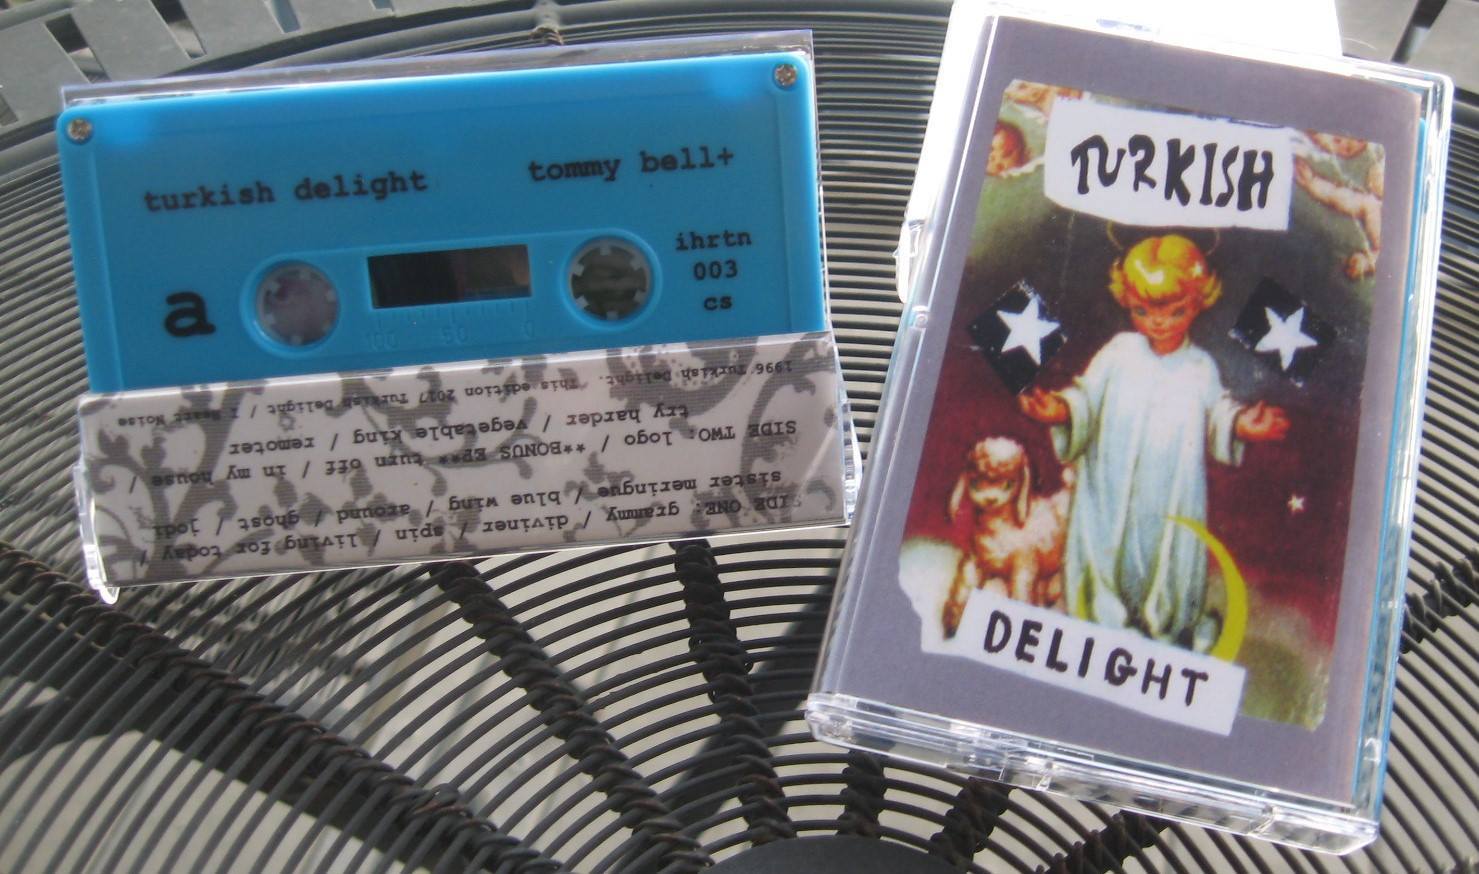 turkish delight
tommy bell+
a
ihrtn
003
cs
100 50 0
IDE ONE: grammy / diviner / spin / living for today /
sister meringue / blue wing / around / ghost / jodi
SIDE TWO: logo / **BONUS EP** turn off / in my house /
try harder / vegetable king / remoter
1996 Turkish Delight. This edition 2017 Turkish Delight / I Heart Noise
TURKISH
DELIGHT